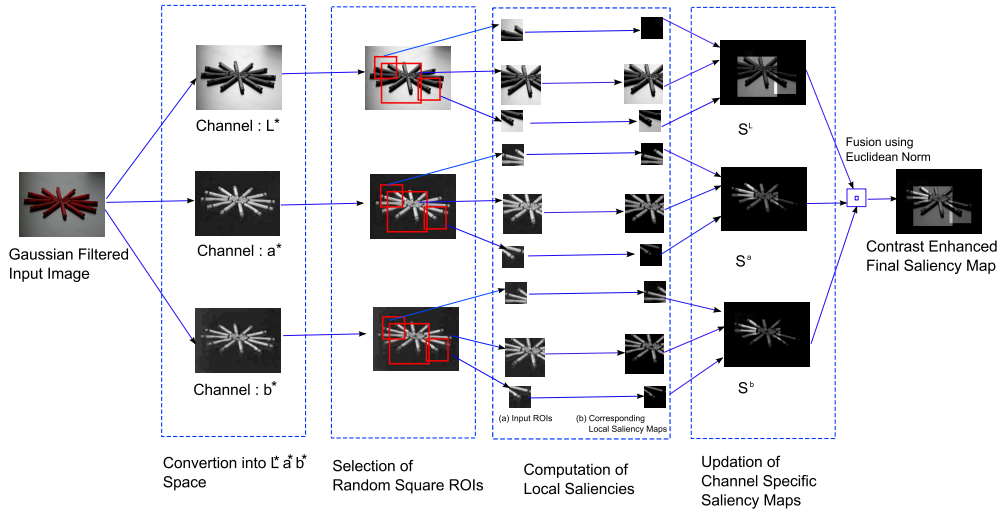 Gaussian Filtered
Input Image
Channel : L*
Channel : a*
Channel : b*
Convertion into L* a* b*
Space
Selection of
Random Square ROIs
(a) Input ROIs
(b) Corresponding
Local Saliency Maps
Computation of
Local Saliencies
S^L
S^a
S^b
Updation of
Channel Specific
Saliency Maps
Fusion using
Euclidean Norm
Contrast Enhanced
Final Saliency Map